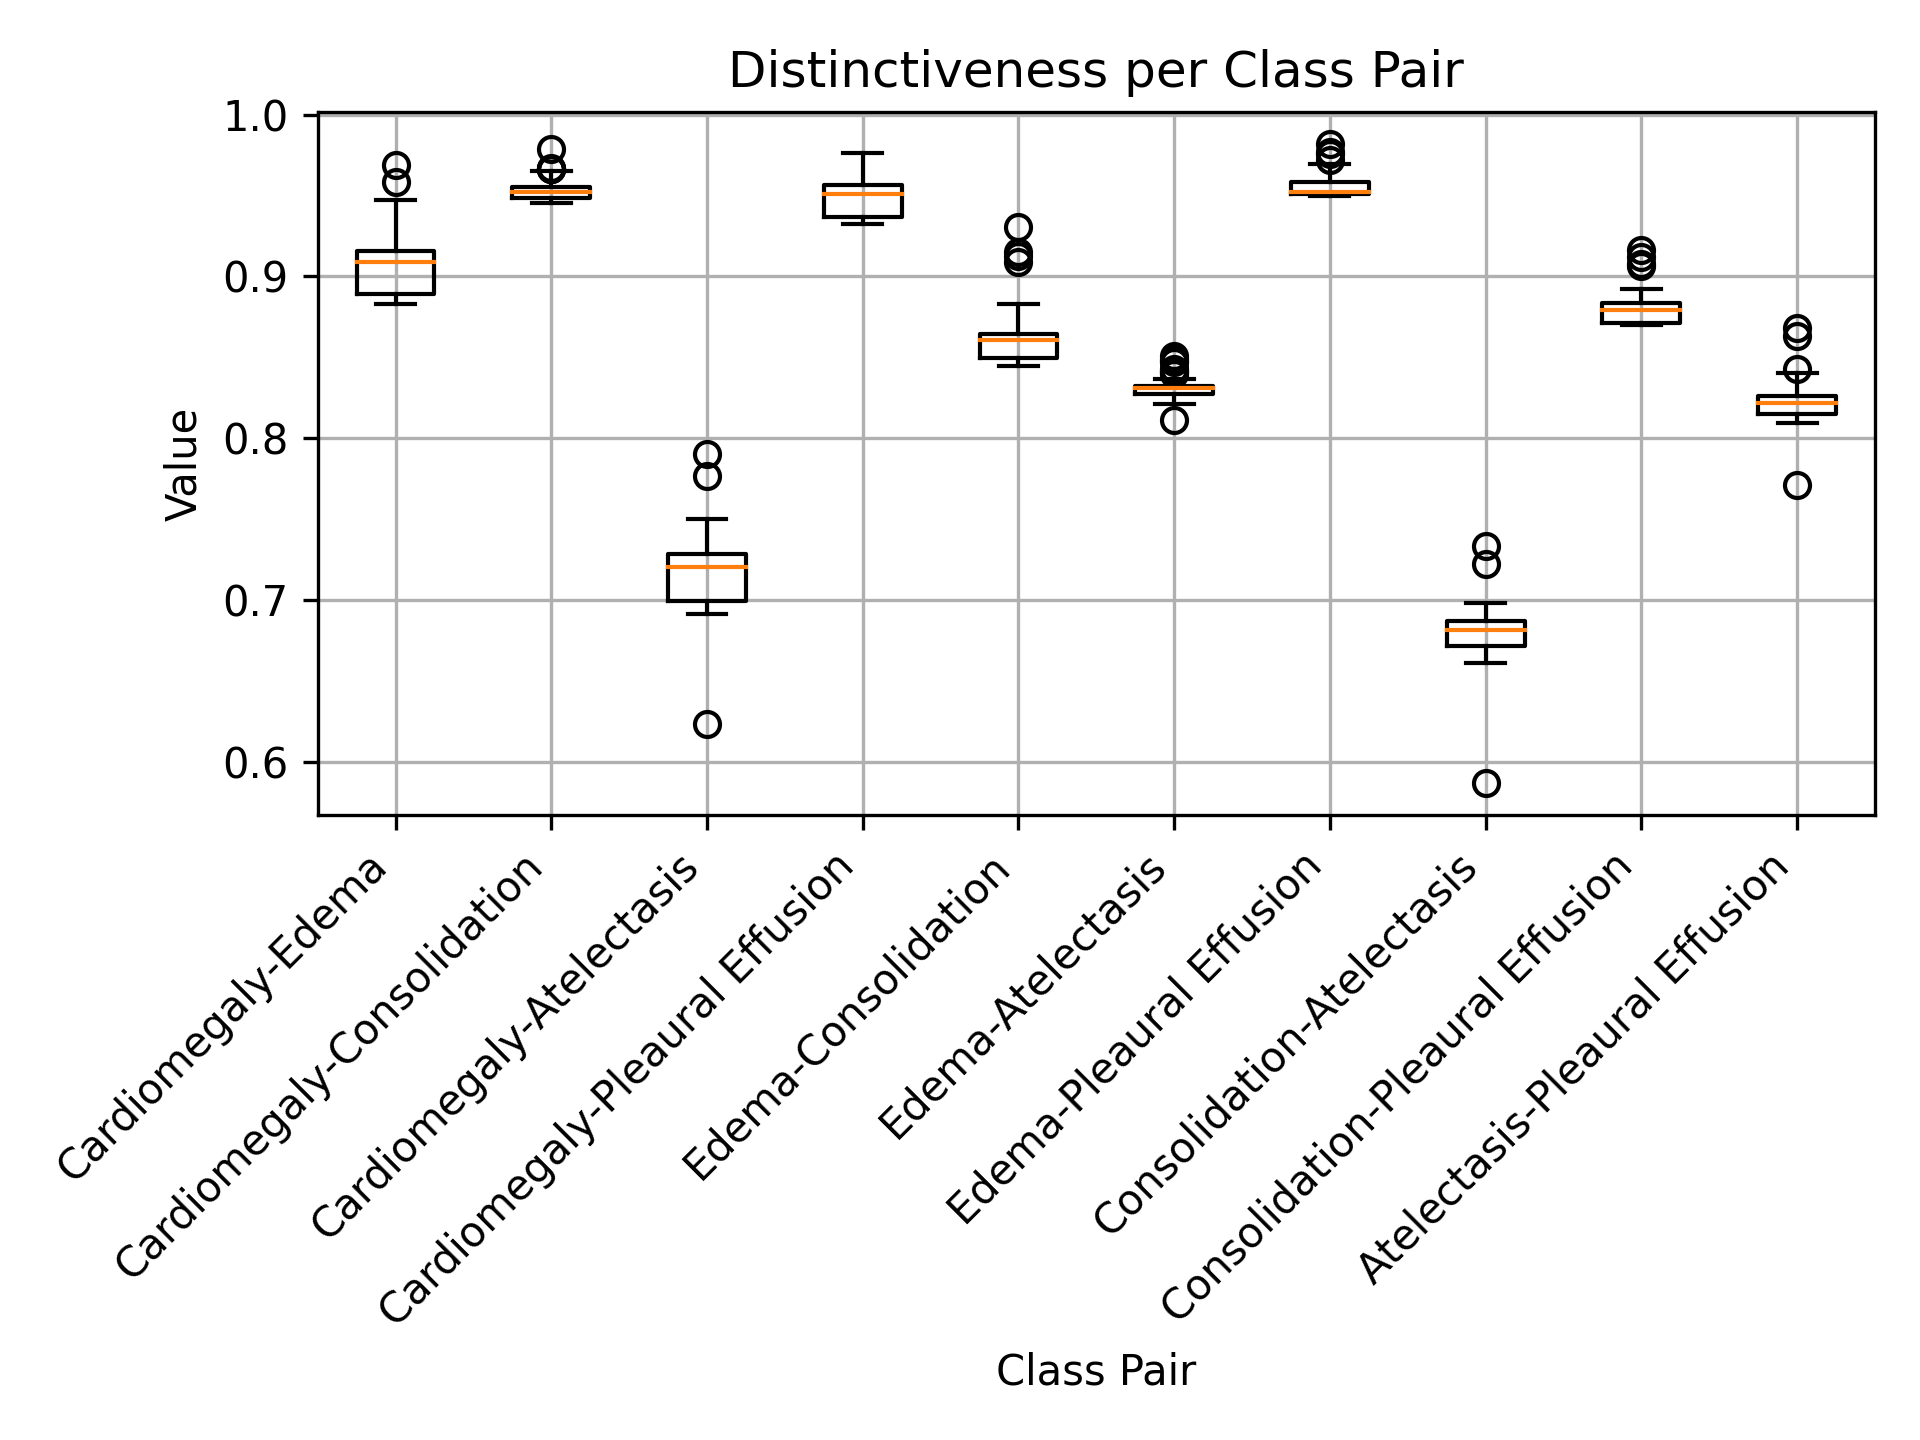 Distinctiveness per Class Pair
1.0
0.9
0.8
0.7
0.6
Value
Cardiomegaly-Edema
Cardiomegaly-Consolidation
Cardiomegaly-Atelectasis
Cardiomegaly-Pleaural Effusion
Edema-Consolidation
Edema-Atelectasis
Edema-Pleaural Effusion
Consolidation-Atelectasis
Consolidation-Pleaural Effusion
Atelectasis-Pleaural Effusion
Class Pair